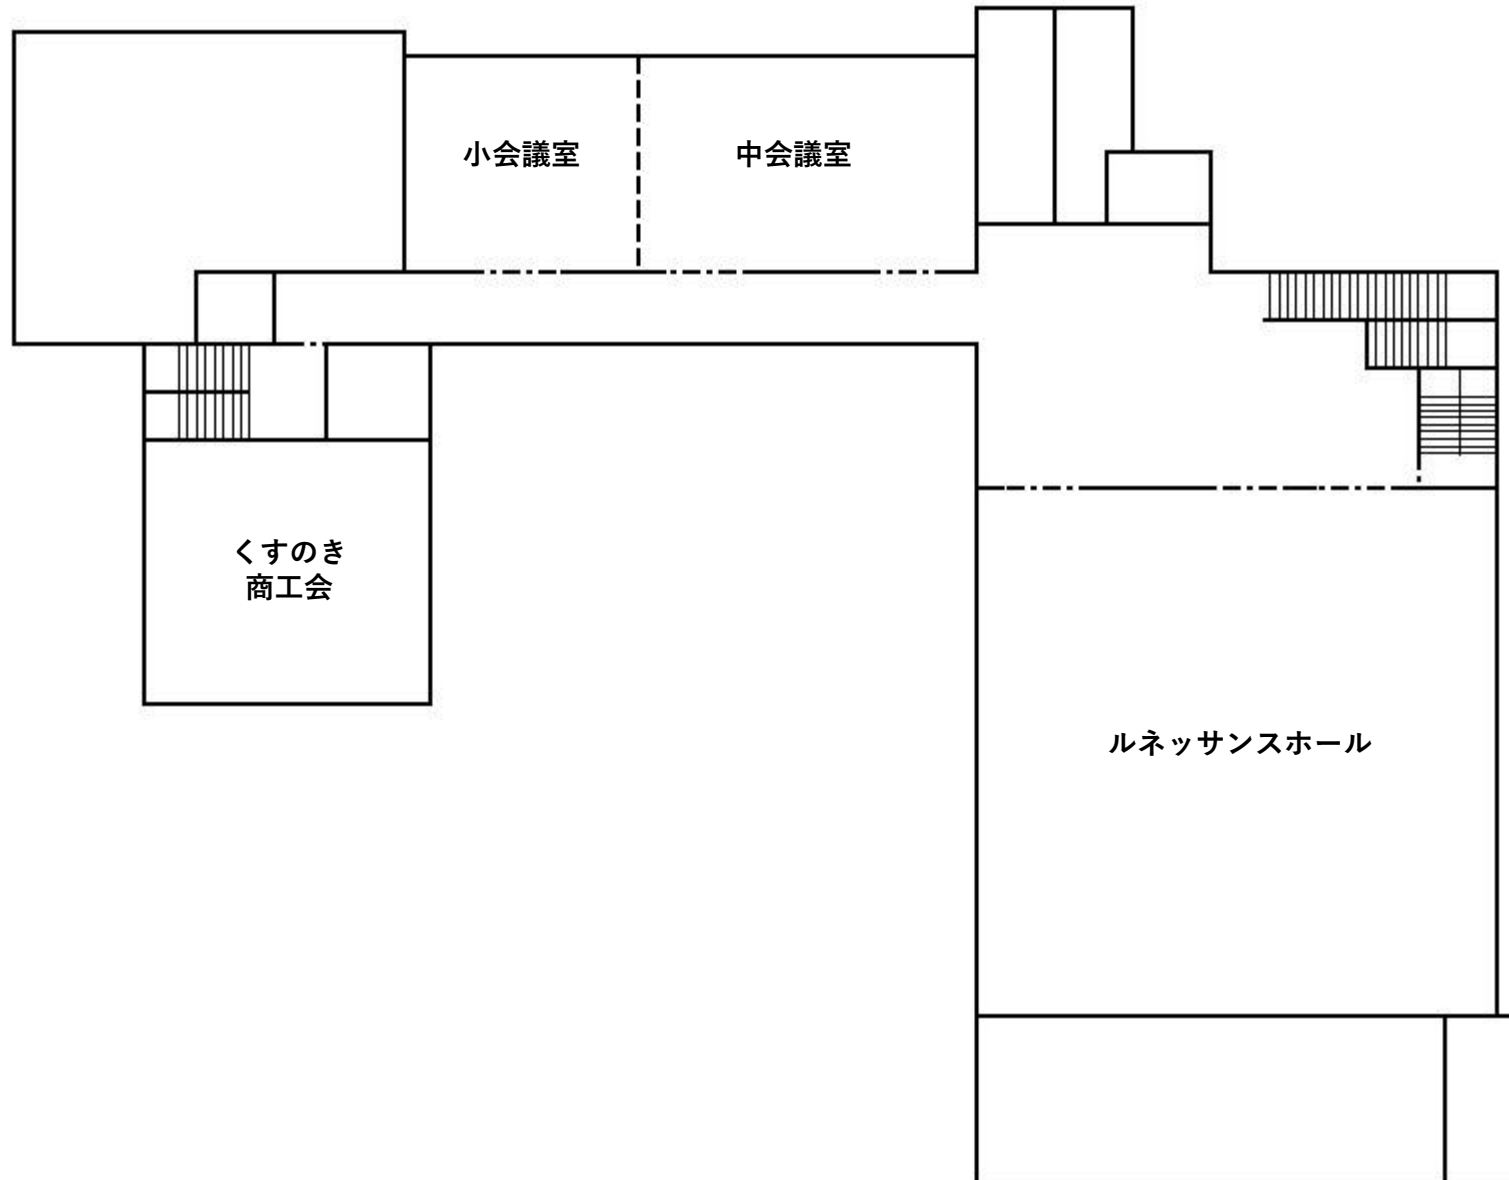 小会議室
中会議室
くすのき
商工会
ルネッサンスホール